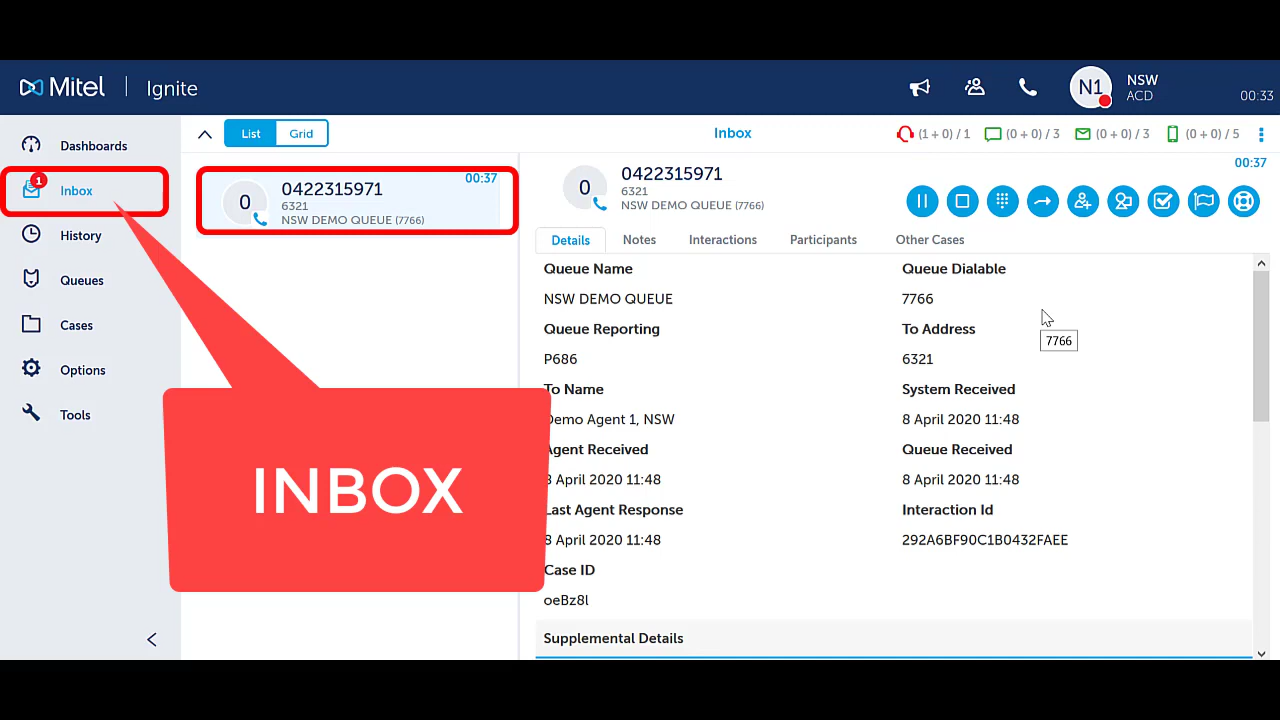 Mitel | Ignite
N1
NSW
ACD
00:33
Dashboards
1
Inbox
History
Queues
Cases
Options
Tools
List
Grid
Inbox
(1 + 0) / 1
(0 + 0) / 3
(0 + 0) / 3
(0 + 0) / 5
0
0422315971
00:37
6321
NSW DEMO QUEUE (7766)
INBOX
0
0422315971
00:37
6321
NSW DEMO QUEUE (7766)
Details
Notes
Interactions
Participants
Other Cases
Queue Name
Queue Dialable
NSW DEMO QUEUE
7766
7766
Queue Reporting
To Address
P686
6321
To Name
System Received
Demo Agent 1, NSW
8 April 2020 11:48
Agent Received
Queue Received
8 April 2020 11:48
8 April 2020 11:48
Last Agent Response
Interaction Id
8 April 2020 11:48
292A6BF90C1B0432FAEE
Case ID
oeBz8l
Supplemental Details